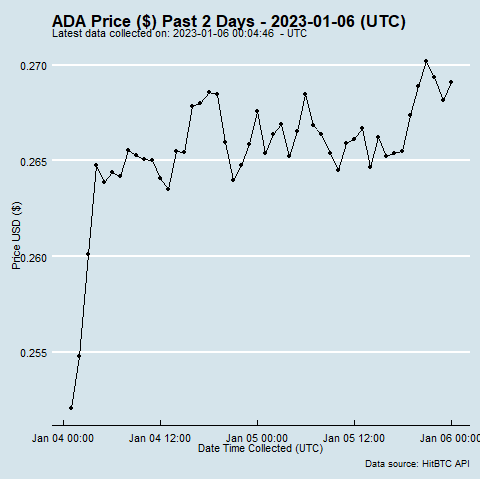 ADA Price ($) Past 2 Days - 2023-01-06 (UTC)
Latest data collected on: 2023-01-06 00:04:46 - UTC
0.270
0.265
0.260
0.255
Price USD ($)
Jan 04 00:00 Jan 04 12:00 Jan 05 00:00 Jan 05 12:00 Jan 06 00:00
Date Time Collected (UTC)
Data source: HitBTC API